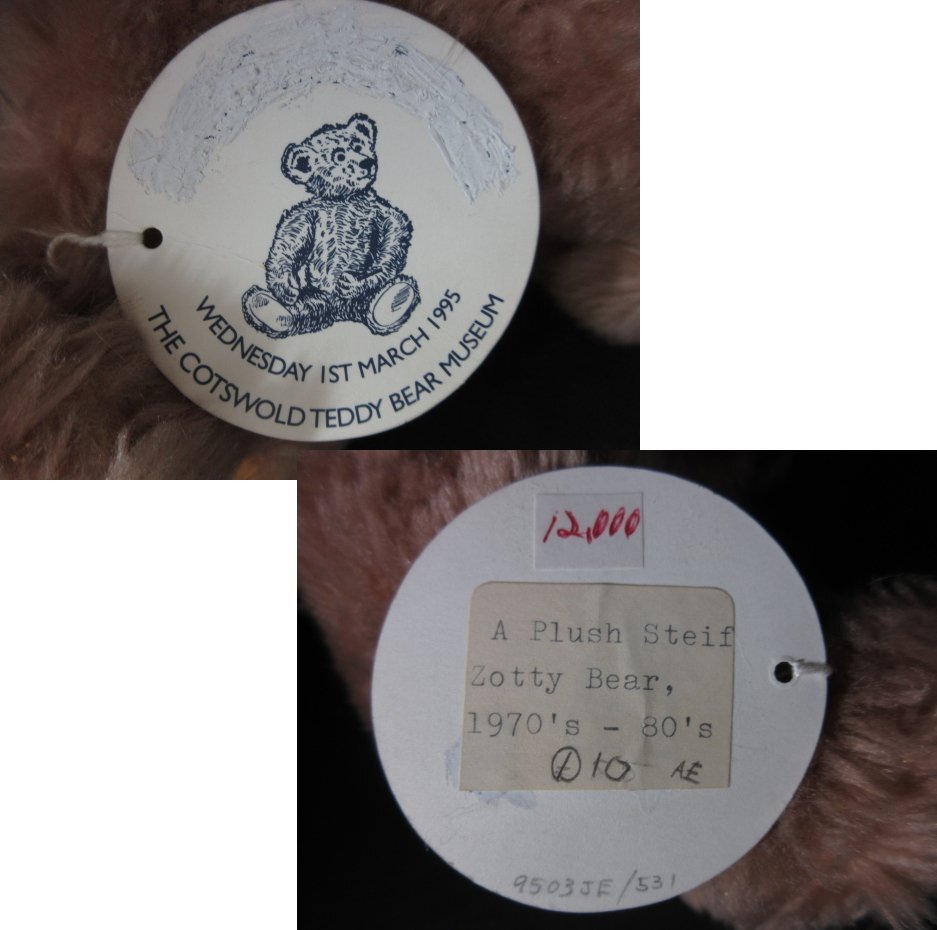 WEDNESDAY 1ST MARCH 1995
THE COTSWOLD TEDDY BEAR MUSEUM
12,000
A Plush Steif
Zotty Bear,
1970's - 80's
10 AE
9503JE/531